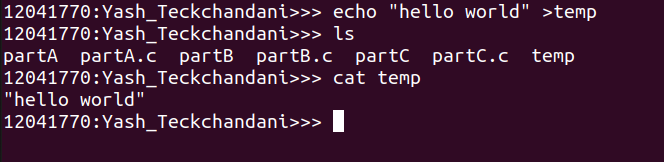 12041770:Yash_Teckchandani>>> echo "hello world" >temp
12041770:Yash_Teckchandani>>> ls
partA  partA.c  partB  partB.c  partC  partC.c  temp
12041770:Yash_Teckchandani>>> cat temp
"hello world"
12041770:Yash_Teckchandani>>>